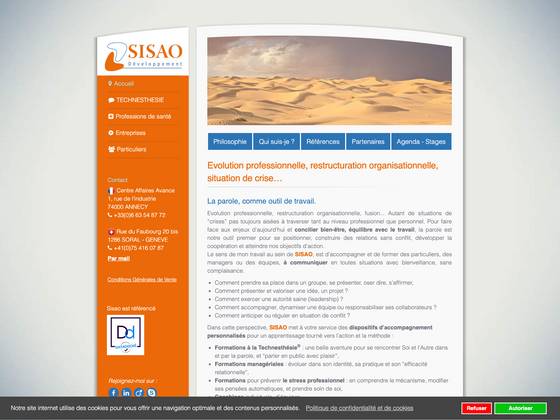 SISAO
Développement
Accueil
TECHNESTHESIE
Professions de santé
Entreprises
Particuliers
Contact
Centre Affaires Avance
1, rue de l'industrie
74000 ANNECY
+33(0)6 63 54 87 72
Rue du Faubourg 20 bis
1286 SORAL - GENEVE
+41(0)75 416 07 87
Par mail
Conditions Générales de Vente
Sisao est référencé
Dd
Rejoignez-moi sur :
Philosophie
Qui suis-je ?
Références
Partenaires
Agenda - Stages
Evolution professionnelle, restructuration organisationnelle,
situation de crise…
La parole, comme outil de travail.
Evolution professionnelle, restructuration organisationnelle, fusion… Autant de situations de
"crises" pas toujours aisées à traverser tant au niveau professionnel que personnel. Pour faire
face aux enjeux d'aujourd'hui et concilier bien-être, équilibre avec le travail, la parole est
notre outil premier pour se positionner, construire des relations sans conflit, développer la
coopération et atteindre nos objectifs d'action.
Le sens de mon travail au sein de SISAO, est d'accompagner et de former des particuliers, des
managers ou des équipes, à communiquer en toutes situations avec bienveillance, sans
complaisance.
Comment prendre sa place dans un groupe, se présenter, oser dire, s'affirmer,
Comment présenter et valoriser une idée, un projet ?
Comment exercer une autorité saine (leadership) ?
Comment accompagner, dynamiser une équipe ou responsabiliser ses collaborateurs ?
Comment anticiper ou réguler en situation de conflit ?
Dans cette perspective, SISAO met à votre service des dispositifs d'accompagnement
personnalisés pour un apprentissage tourné vers l'action et la méthode :
Formations à la Technesthésie® : une belle aventure pour se rencontrer Soi et l'Autre dans
et par la parole, et "parler en public avec plaisir".
Formations managériales : évoluer dans son identité, sa pratique et son "efficacité
relationnelle".
Formations pour prévenir le stress professionnel : en comprendre le mécanisme, modifier
ses pensées automatiques, et prendre soin de soi,
Notre site internet utilise des cookies pour vous offrir une navigation optimale et des contenus personnalisés.
Politique de confidentialité et de cookies
Refuser
Autoriser